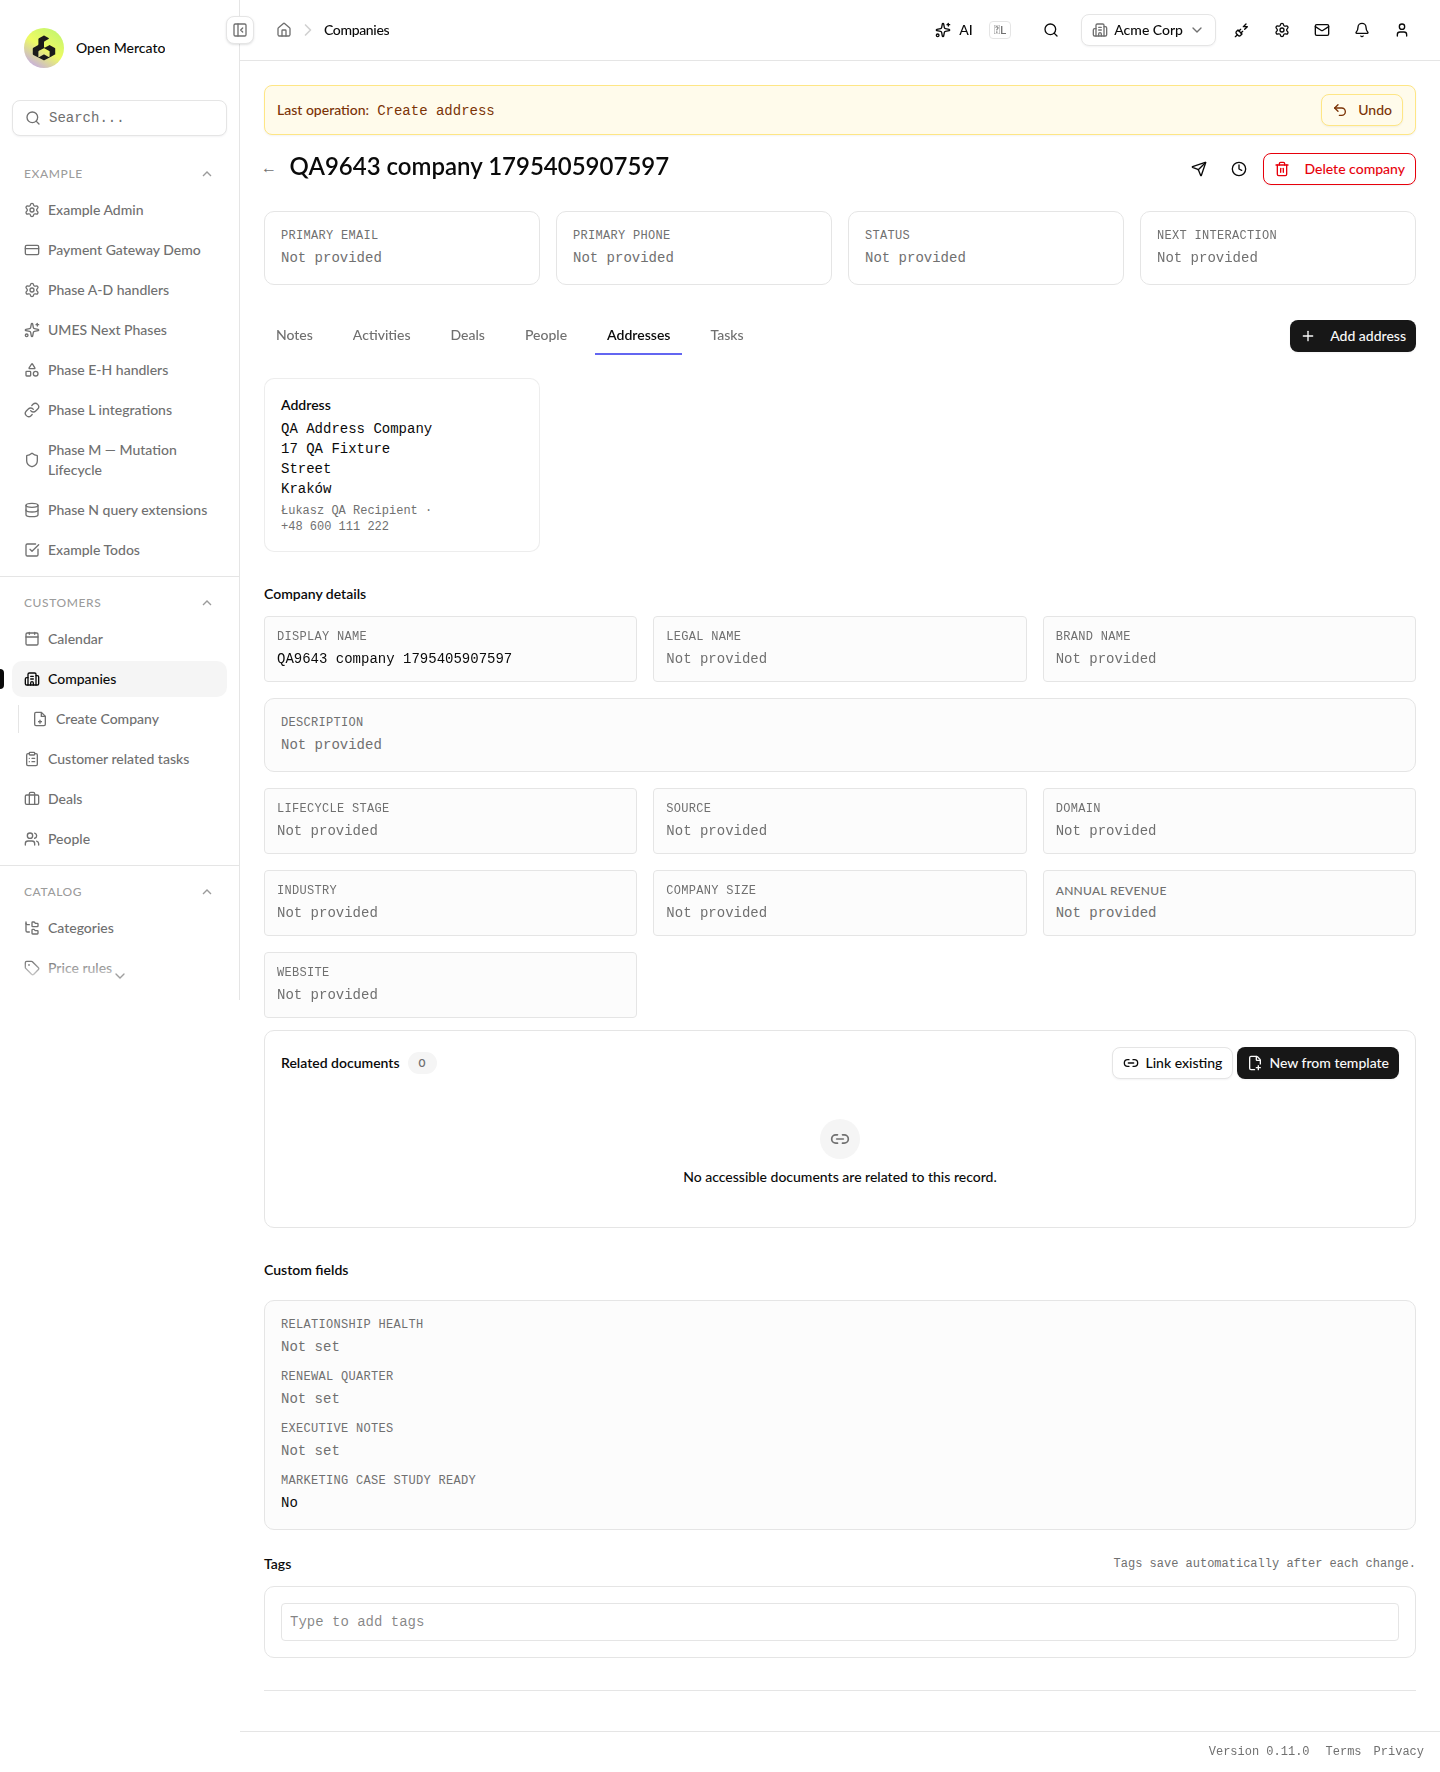 Open Mercato
Companies
AI
L
Acme Corp
Search...
Last operation: Create address
Undo
← QA9643 company 1795405907597
Delete company
EXAMPLE
Example Admin
Payment Gateway Demo
Phase A-D handlers
UMES Next Phases
Phase E-H handlers
Phase L integrations
Phase M — Mutation
Lifecycle
Phase N query extensions
Example Todos
CUSTOMERS
Calendar
Companies
Create Company
Customer related tasks
Deals
People
CATALOG
Categories
Price rules
PRIMARY EMAIL
Not provided
PRIMARY PHONE
Not provided
STATUS
Not provided
NEXT INTERACTION
Not provided
Notes Activities Deals People Addresses Tasks
Add address
Address
QA Address Company
17 QA Fixture
Street
Kraków
Łukasz QA Recipient ·
+48 600 111 222
Company details
DISPLAY NAME
QA9643 company 1795405907597
LEGAL NAME
Not provided
BRAND NAME
Not provided
DESCRIPTION
Not provided
LIFECYCLE STAGE
Not provided
SOURCE
Not provided
DOMAIN
Not provided
INDUSTRY
Not provided
COMPANY SIZE
Not provided
ANNUAL REVENUE
Not provided
WEBSITE
Not provided
Related documents 0
Link existing
New from template
No accessible documents are related to this record.
Custom fields
RELATIONSHIP HEALTH
Not set
RENEWAL QUARTER
Not set
EXECUTIVE NOTES
Not set
MARKETING CASE STUDY READY
No
Tags
Tags save automatically after each change.
Type to add tags
Version 0.11.0 Terms Privacy